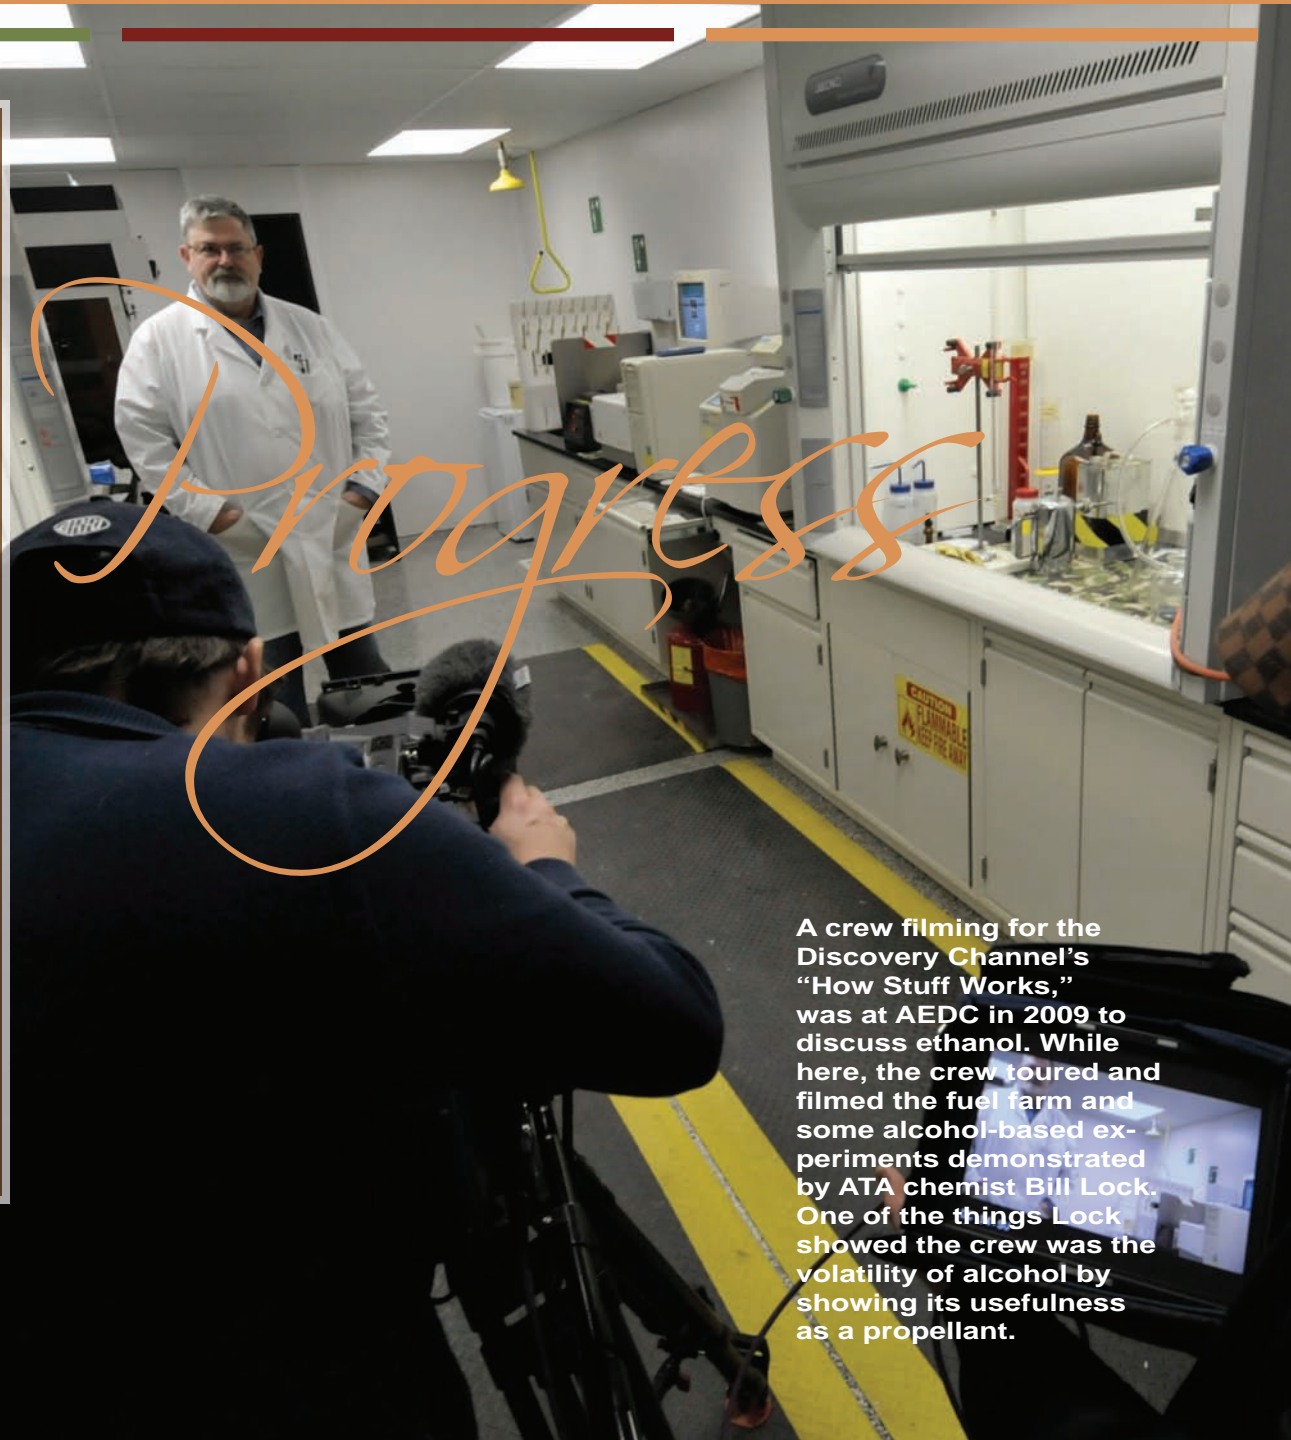 Progress
ARRI
CAUTION
FLAMMABLE
KEEP FIRE AWAY
A crew filming for the
Discovery Channel’s
“How Stuff Works,”
was at AEDC in 2009 to
discuss ethanol. While
here, the crew toured and
filmed the fuel farm and
some alcohol-based ex-
periments demonstrated
by ATA chemist Bill Lock.
One of the things Lock
showed the crew was the
volatility of alcohol by
showing its usefulness
as a propellant.